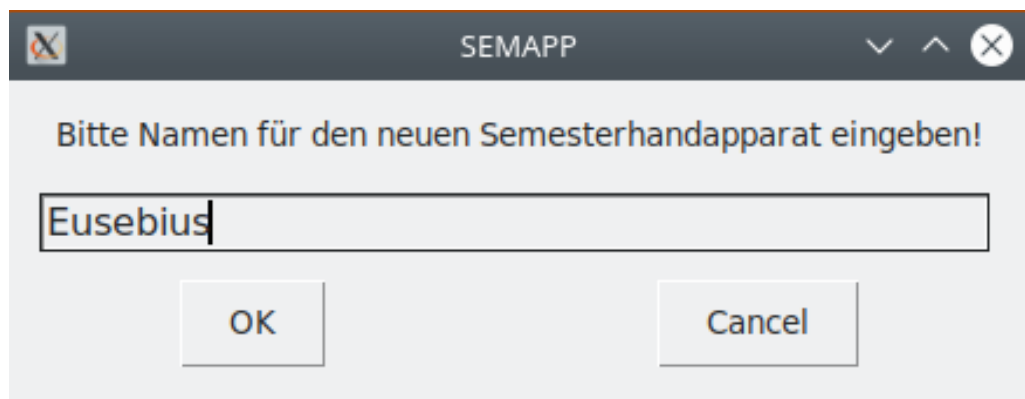 SEMAPP
Bitte Namen für den neuen Semesterhandapparat eingeben!
Eusebius
OK Cancel